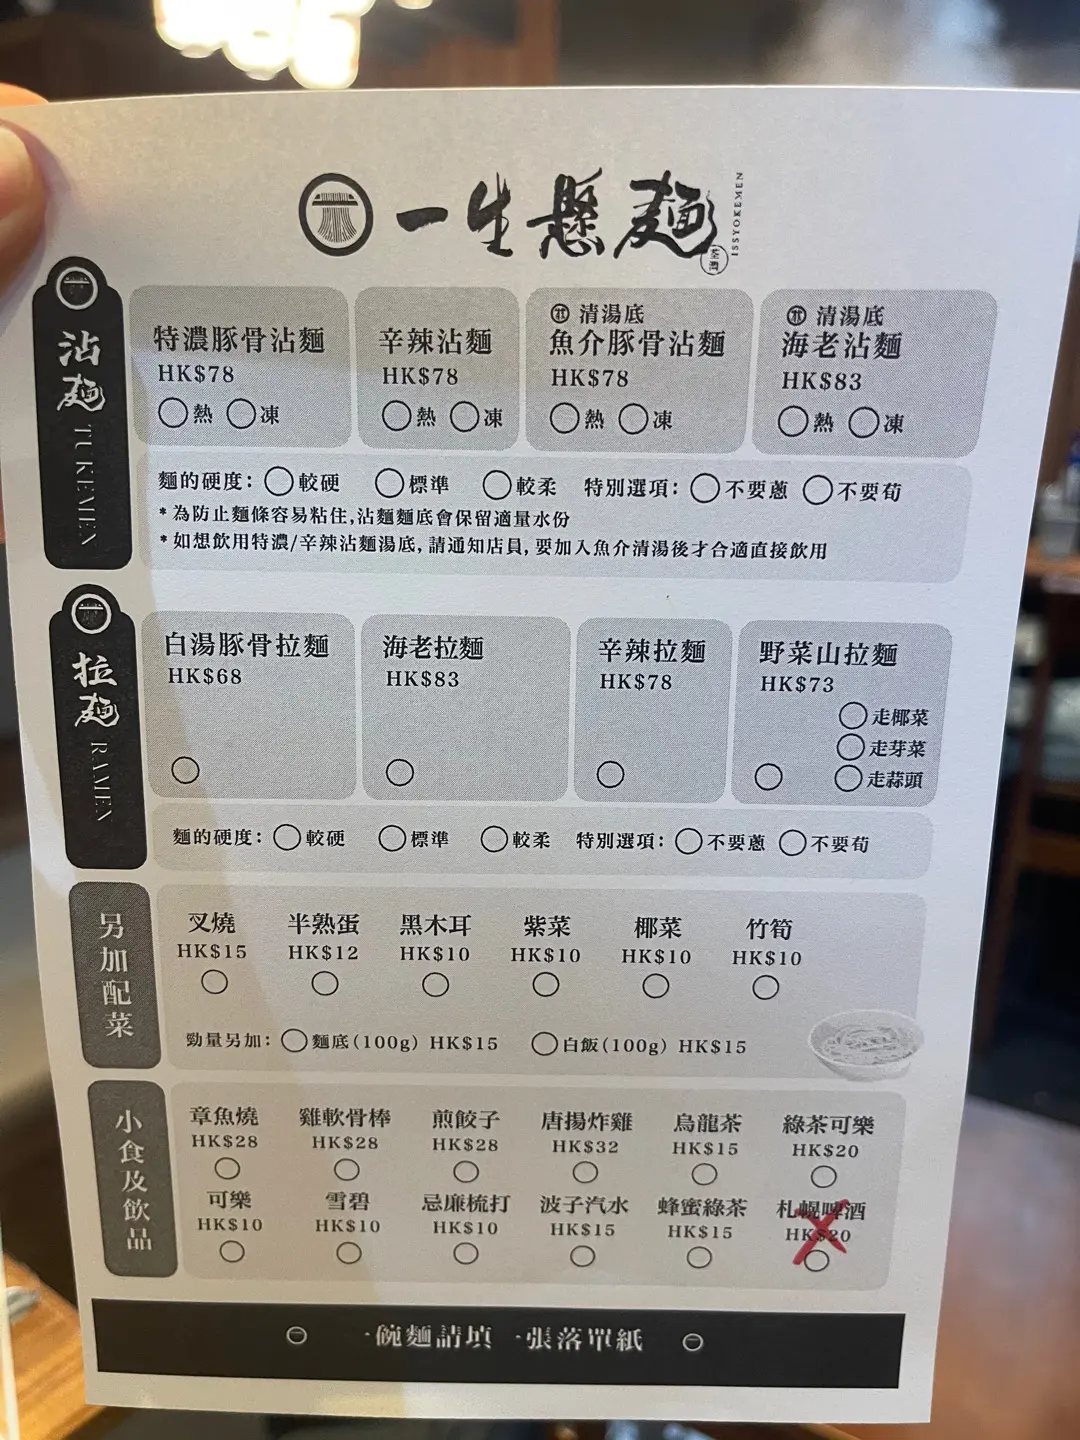 一生懸麵
ISSYOKEMEN
荃灣
沾麵 TUKEMEN
特濃豚骨沾麵
HK$78
熱 凍
辛辣沾麵
HK$78
熱 凍
清湯底
魚介豚骨沾麵
HK$78
熱 凍
清湯底
海老沾麵
HK$83
熱 凍
麵的硬度: 較硬 標準 較柔 特別選項: 不要蔥 不要荀
*為防止麵條容易粘住,沾麵麵底會保留適量水份
*如想飲用特濃/辛辣沾麵湯底, 請通知店員, 要加入魚介清湯後才合適直接飲用
拉麵 RAMEN
白湯豚骨拉麵
HK$68
海老拉麵
HK$83
辛辣拉麵
HK$78
野菜山拉麵
HK$73
走椰菜
走芽菜
走蒜頭
麵的硬度: 較硬 標準 較柔 特別選項: 不要蔥 不要荀
另加配菜
叉燒 半熟蛋 黑木耳 紫菜 椰菜 竹筍
HK$15 HK$12 HK$10 HK$10 HK$10 HK$10
勁量另加: 麵底(100g) HK$15 白飯(100g) HK$15
小食及飲品
章魚燒 雞軟骨棒 煎餃子 唐揚炸雞 烏龍茶 綠茶可樂
HK$28 HK$28 HK$28 HK$32 HK$15 HK$20
可樂 雪碧 忌廉梳打 波子汽水 蜂蜜綠茶 札幌啤酒
HK$10 HK$10 HK$10 HK$15 HK$15 HK$20
一碗麵請填一張落單紙